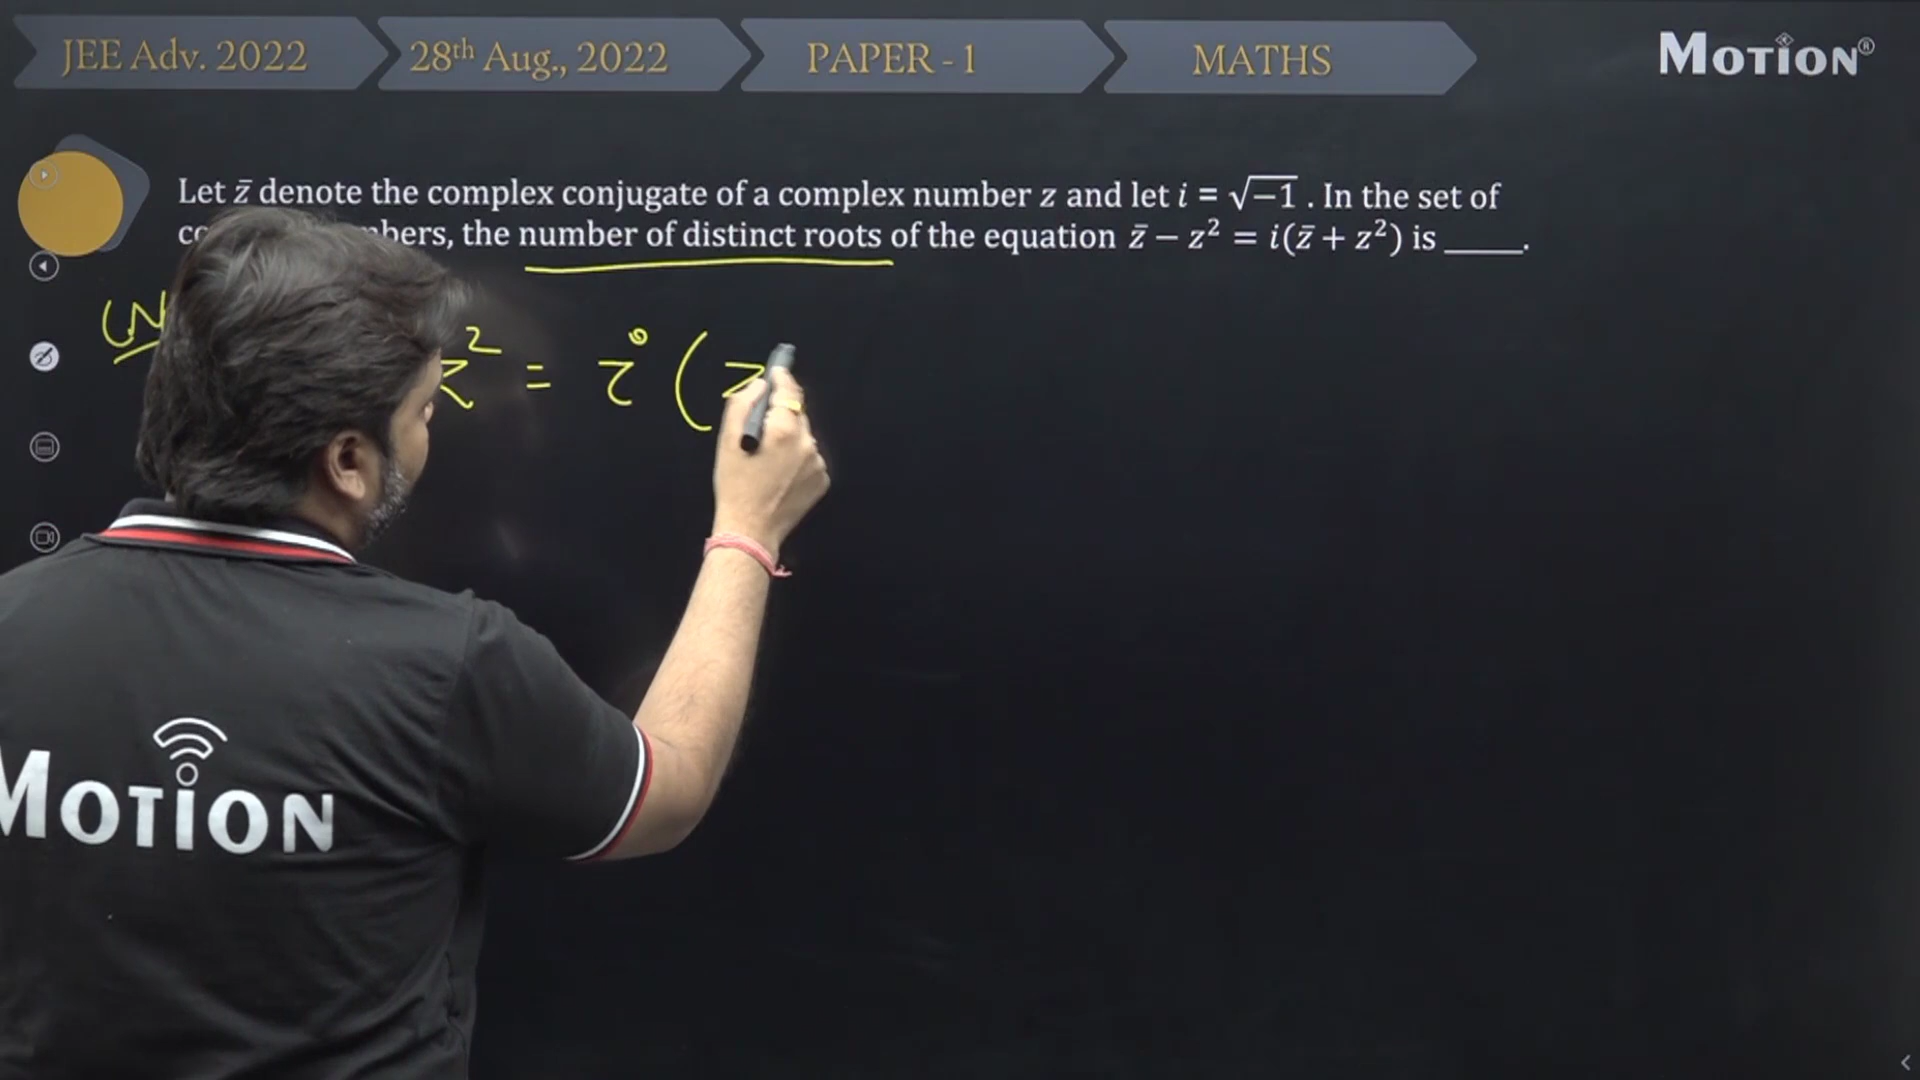 JEE Adv. 2022
28th Aug., 2022
PAPER - 1
MATHS
MOTION®
Let z̄ denote the complex conjugate of a complex number z and let i = √−1 . In the set of
the number of distinct roots of the equation z̄ − z² = i(z̄ + z²) is _____.
z² = i ( z
MOTION